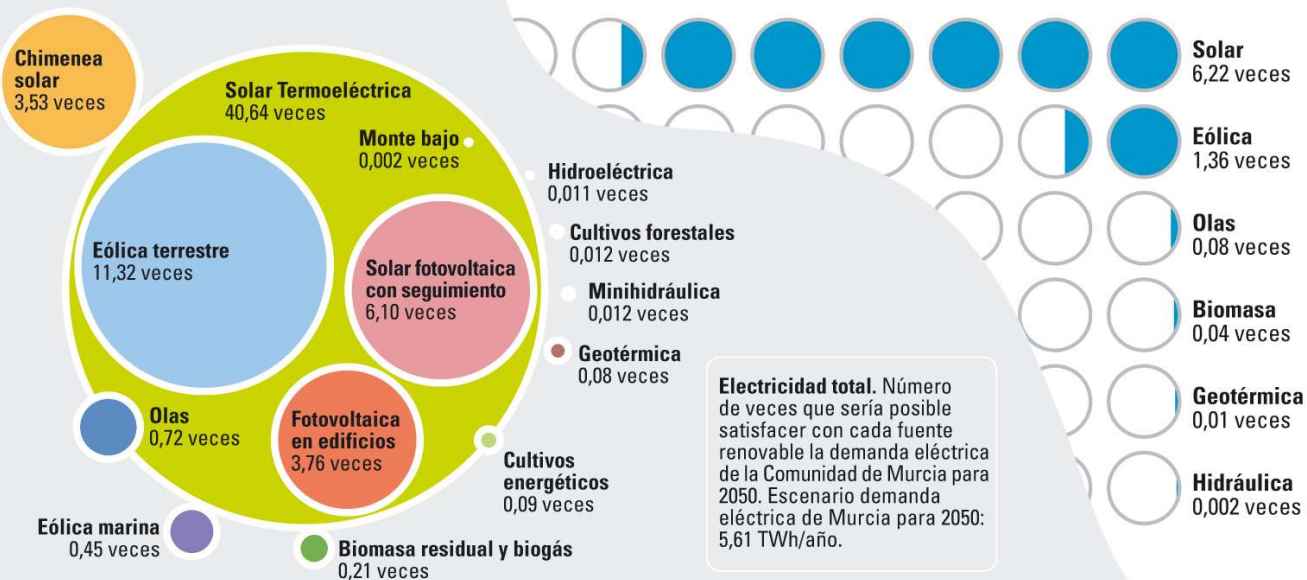 Chimenea
solar
3,53 veces
Solar Termoeléctrica
40,64 veces
Monte bajo
0,002 veces
Hidroeléctrica
0,011 veces
Cultivos forestales
0,012 veces
Minihidráulica
0,012 veces
Geotérmica
0,08 veces
Eólica terrestre
11,32 veces
Solar fotovoltaica
con seguimiento
6,10 veces
Olas
0,72 veces
Fotovoltaica
en edificios
3,76 veces
Cultivos
energéticos
0,09 veces
Eólica marina
0,45 veces
Biomasa residual y biogás
0,21 veces
Electricidad total. Número
de veces que sería posible
satisfacer con cada fuente
renovable la demanda eléctrica
de la Comunidad de Murcia para
2050. Escenario demanda
eléctrica de Murcia para 2050:
5,61 TWh/año.
Solar
6,22 veces
Eólica
1,36 veces
Olas
0,08 veces
Biomasa
0,04 veces
Geotérmica
0,01 veces
Hidráulica
0,002 veces